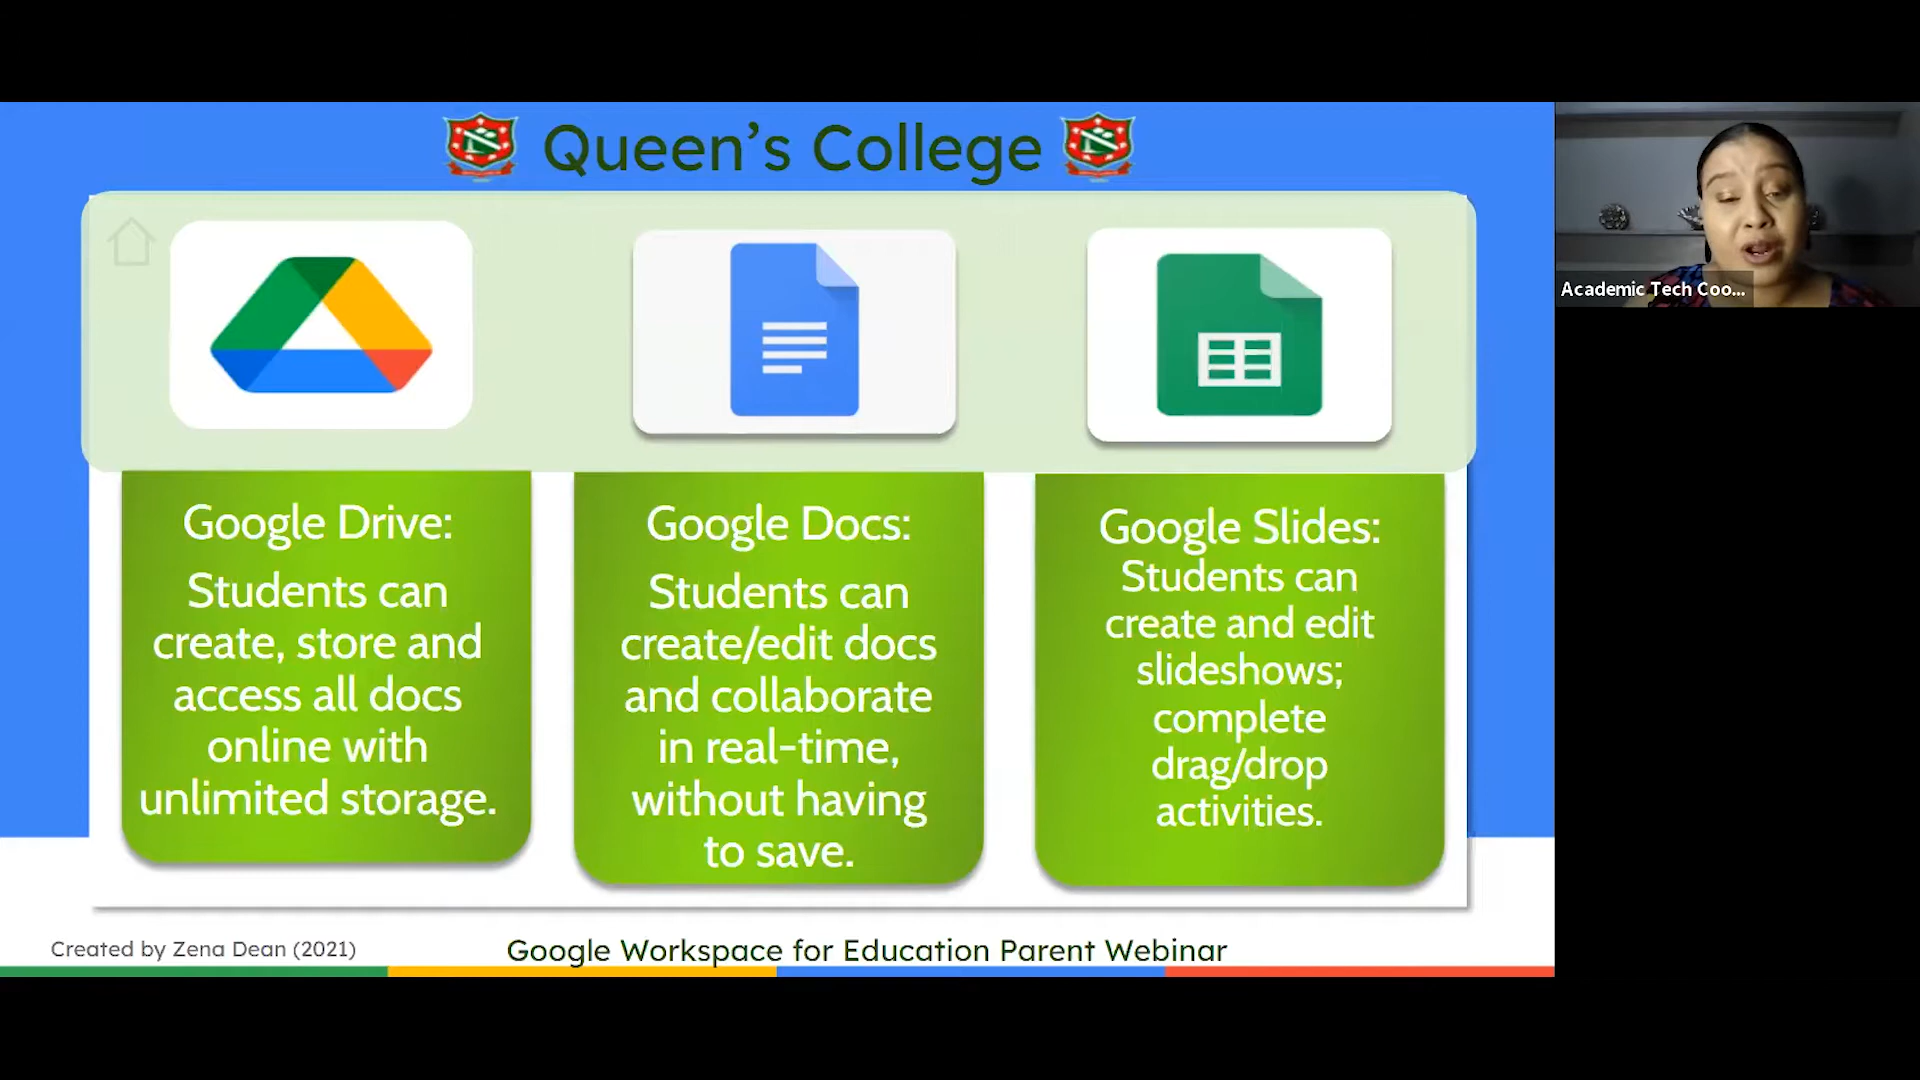 Queen's College
Google Drive:
Students can
create, store and
access all docs
online with
unlimited storage.
Google Docs:
Students can
create/edit docs
and collaborate
in real-time,
without having
to save.
Google Slides:
Students can
create and edit
slideshows;
complete
drag/drop
activities.
Created by Zena Dean (2021)
Google Workspace for Education Parent Webinar
Academic Tech Coo...